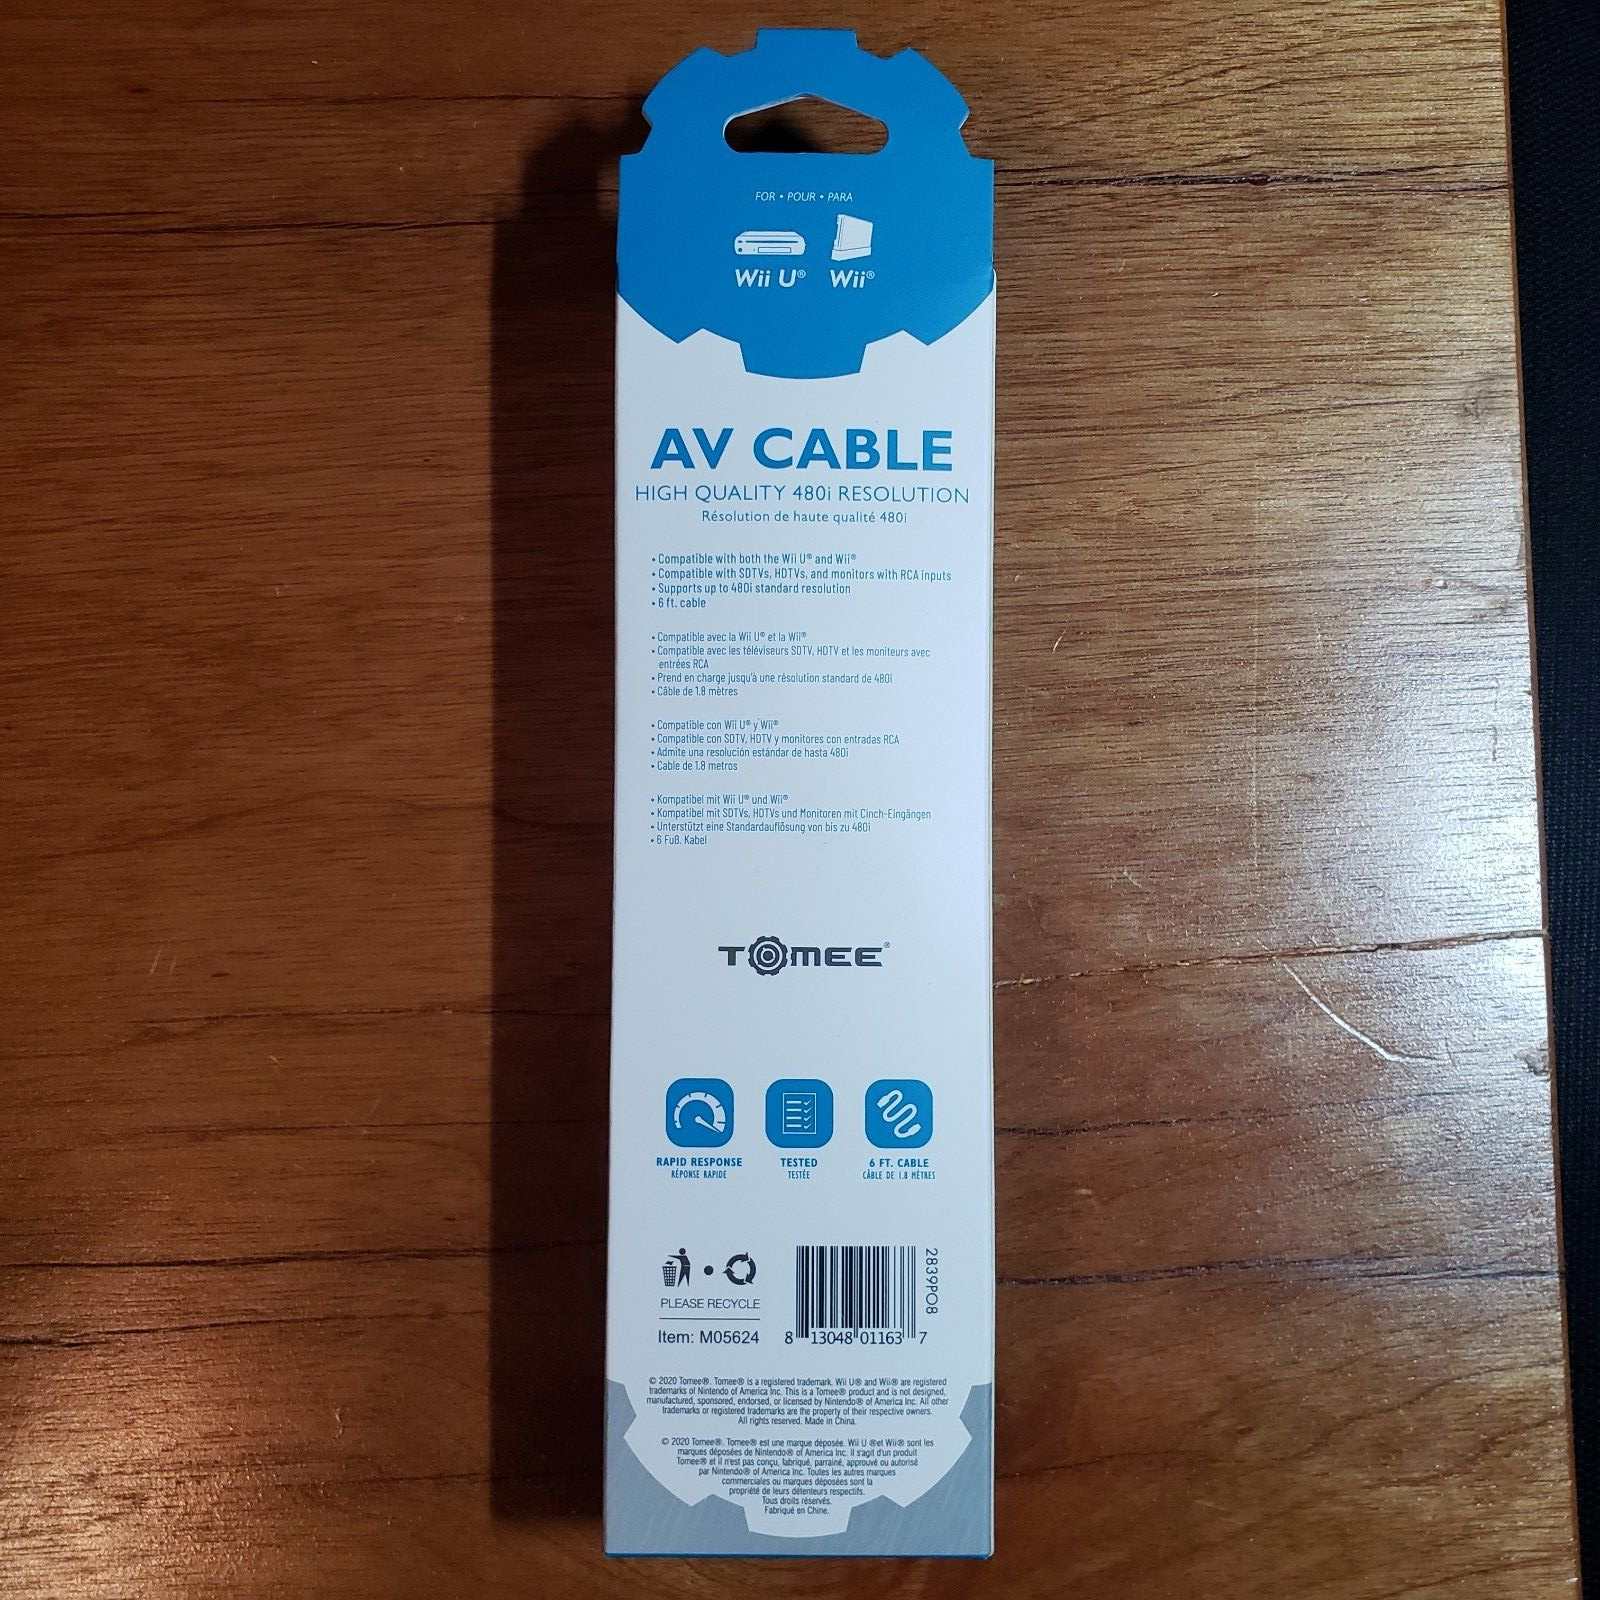 FOR • POUR • PARA
Wii U® Wii®
AV CABLE
HIGH QUALITY 480i RESOLUTION
Résolution de haute qualité 480i
• Compatible with both the Wii U® and Wii®
• Compatible with SDTVs, HDTVs, and monitors with RCA inputs
• Supports up to 480i standard resolution
• 6 ft. cable
• Compatible avec la Wii U® et la Wii®
• Compatible avec les téléviseurs SDTV, HDTV et les moniteurs avec
entrées RCA
• Prend en charge jusqu'à une résolution standard de 480i
• Câble de 1.8 mètres
• Compatible con Wii U® y Wii®
• Compatible con SDTV, HDTV y monitores con entradas RCA
• Admite una resolución estándar de hasta 480i
• Cable de 1.8 metros
• Kompatibel mit Wii U® und Wii®
• Kompatibel mit SDTVs, HDTVs und Monitoren mit Cinch-Eingängen
• Unterstützt eine Standardauflösung von bis zu 480i
• 6 Fuß. Kabel
TOMEE®
RAPID RESPONSE
RÉPONSE RAPIDE
TESTED
TESTÉE
6 FT. CABLE
CÂBLE DE 1.8 MÈTRES
PLEASE RECYCLE
Item: M05624
2839PO8
8 13048 01163 7
© 2020 Tomee®. Tomee® is a registered trademark. Wii U® and Wii® are registered
trademarks of Nintendo of America Inc. This is a Tomee® product and is not designed,
manufactured, sponsored, endorsed, or licensed by Nintendo® of America Inc. All other
trademarks or registered trademarks are the property of their respective owners.
All rights reserved. Made in China.
© 2020 Tomee®. Tomee® est une marque déposée. Wii U ®et Wii® sont les
marques déposées de Nintendo® of America Inc. Il s'agit d'un produit
Tomee® et il n'est pas conçu, fabriqué, parrainé, approuvé ou autorisé
par Nintendo® of America Inc. Toutes les autres marques
commerciales ou marques déposées sont la
propriété de leurs détenteurs respectifs.
Tous droits réservés.
Fabriqué en Chine.